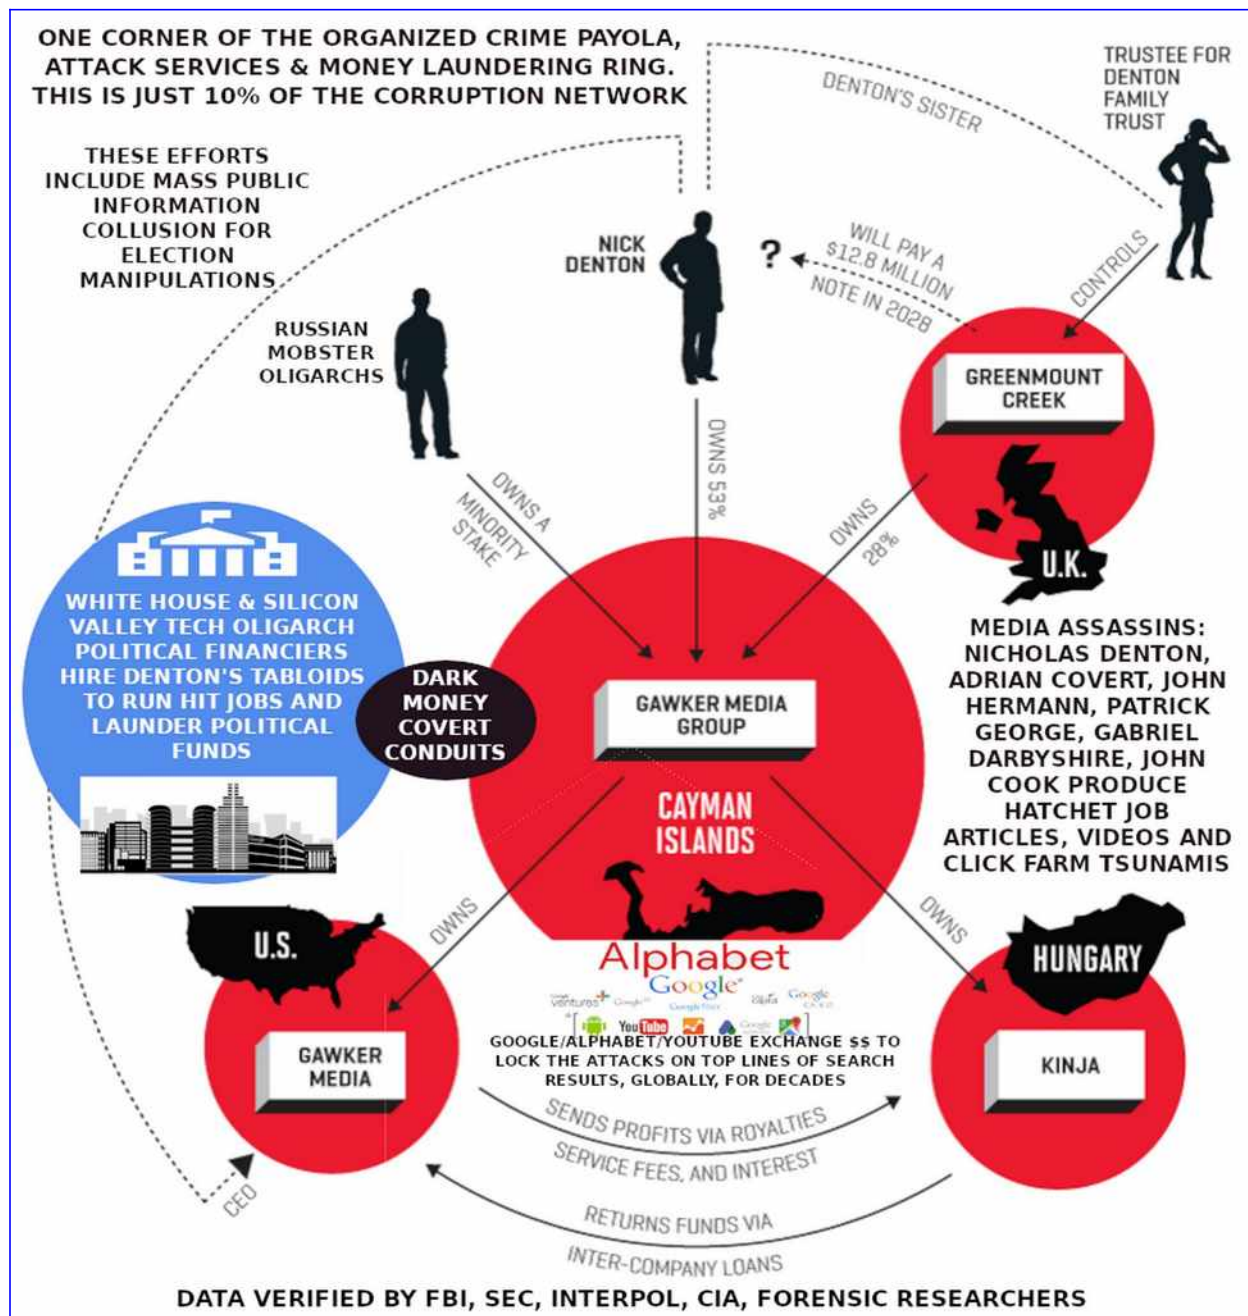 ONE CORNER OF THE ORGANIZED CRIME PAYOLA,
ATTACK SERVICES & MONEY LAUNDERING RING.
THIS IS JUST 10% OF THE CORRUPTION NETWORK
THESE EFFORTS
INCLUDE MASS PUBLIC
INFORMATION
COLLUSION FOR
ELECTION
MANIPULATIONS
DENTON'S SISTER
TRUSTEE FOR
DENTON
FAMILY
TRUST
NICK
DENTON
?
WILL PAY A
$12.8 MILLION
NOTE IN 2028
CONTROLS
RUSSIAN
MOBSTER
OLIGARCHS
GREENMOUNT
CREEK
U.K.
OWNS A
MINORITY
STAKE
OWNS 53%
OWNS
28%
WHITE HOUSE & SILICON
VALLEY TECH OLIGARCH
POLITICAL FINANCIERS
HIRE DENTON'S TABLOIDS
TO RUN HIT JOBS AND
LAUNDER POLITICAL
FUNDS
DARK
MONEY
COVERT
CONDUITS
GAWKER MEDIA
GROUP
CAYMAN
ISLANDS
MEDIA ASSASSINS:
NICHOLAS DENTON,
ADRIAN COVERT, JOHN
HERMANN, PATRICK
GEORGE, GABRIEL
DARBYSHIRE, JOHN
COOK PRODUCE
HATCHET JOB
ARTICLES, VIDEOS AND
CLICK FARM TSUNAMIS
OWNS
OWNS
U.S.
HUNGARY
Alphabet
Google
Google ventures
Google
Google Fiber
Google
YouTube
Google
GOOGLE/ALPHABET/YOUTUBE EXCHANGE $$ TO
LOCK THE ATTACKS ON TOP LINES OF SEARCH
RESULTS, GLOBALLY, FOR DECADES
GAWKER
MEDIA
KINJA
SENDS PROFITS VIA ROYALTIES
SERVICE FEES, AND INTEREST
CEO
RETURNS FUNDS VIA
INTER-COMPANY LOANS
DATA VERIFIED BY FBI, SEC, INTERPOL, CIA, FORENSIC RESEARCHERS